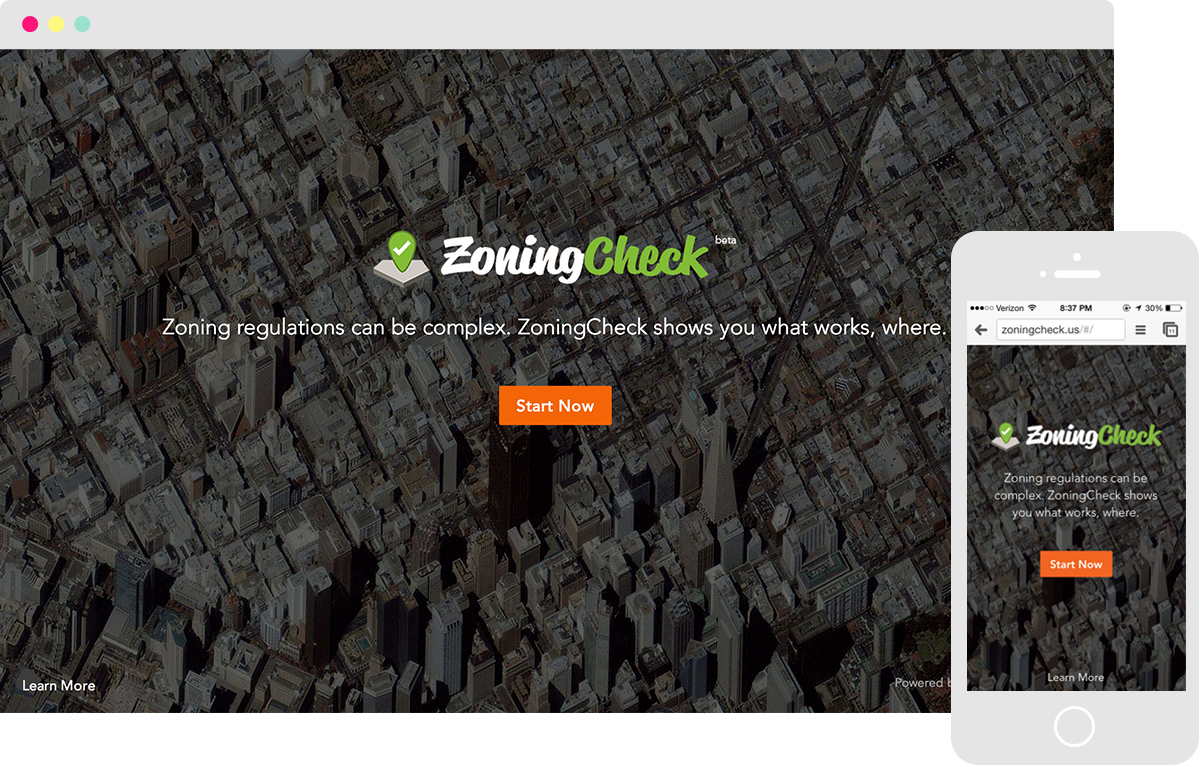 ZoningCheck beta
Zoning regulations can be complex. ZoningCheck shows you what works, where.
Start Now
Learn More
Powered
Verizon 8:37 PM 30%
zoningcheck.us/#/
ZoningCheck
Zoning regulations can be
complex. ZoningCheck shows
you what works, where.
Start Now
Learn More